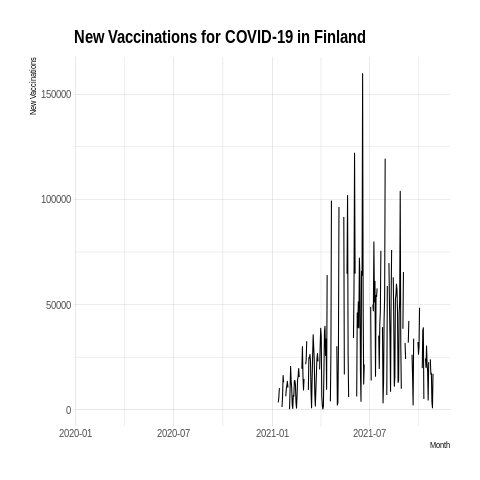 New Vaccinations for COVID-19 in Finland
New Vaccinations
150000
100000
50000
0
2020-01 2020-07 2021-01 2021-07
Month